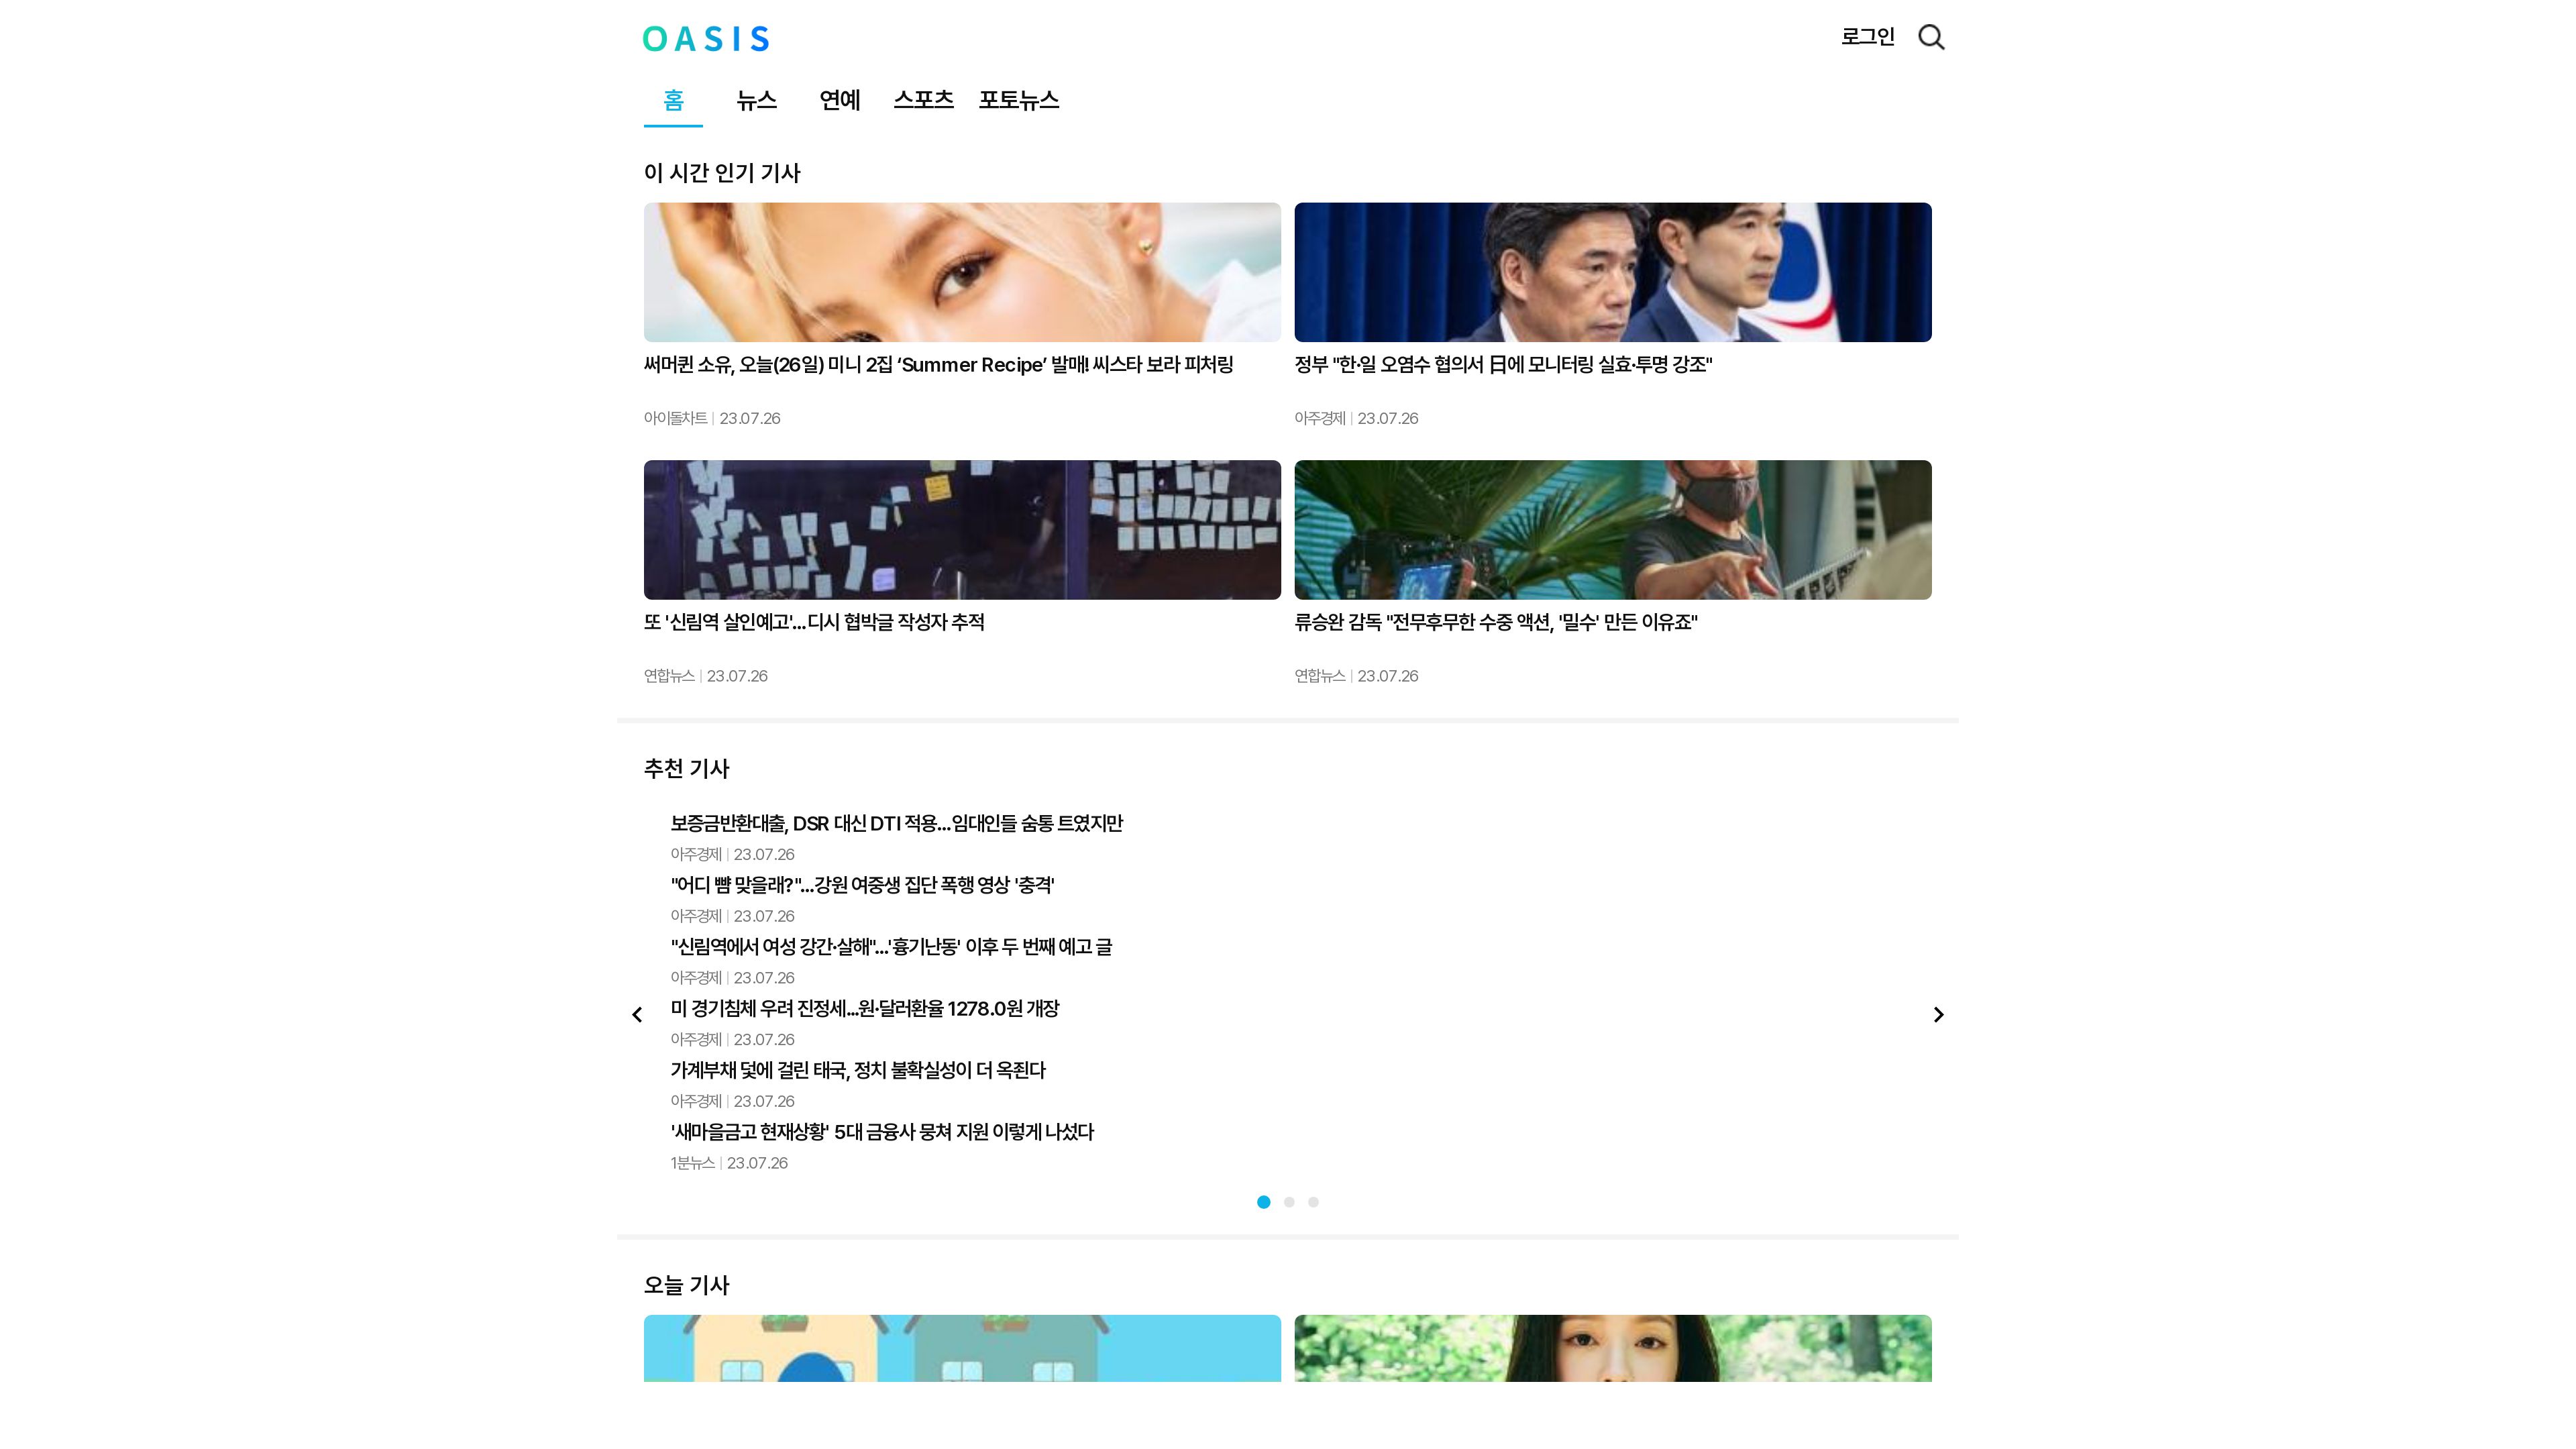 OASIS
로그인
홈 뉴스 연예 스포츠 포토뉴스
이 시간 인기 기사
써머퀸 소유, 오늘(26일) 미니 2집 ‘Summer Recipe’ 발매! 씨스타 보라 피처링
아이돌차트 | 23.07.26
정부 "한·일 오염수 협의서 日에 모니터링 실효·투명 강조"
아주경제 | 23.07.26
또 '신림역 살인예고'…디시 협박글 작성자 추적
연합뉴스 | 23.07.26
류승완 감독 "전무후무한 수중 액션, '밀수' 만든 이유죠"
연합뉴스 | 23.07.26
추천 기사
보증금반환대출, DSR 대신 DTI 적용…임대인들 숨통 트였지만
아주경제 | 23.07.26
"어디 뺨 맞을래?"…강원 여중생 집단 폭행 영상 '충격'
아주경제 | 23.07.26
"신림역에서 여성 강간·살해"…'흉기난동' 이후 두 번째 예고 글
아주경제 | 23.07.26
미 경기침체 우려 진정세…원·달러환율 1278.0원 개장
아주경제 | 23.07.26
가계부채 덫에 걸린 태국, 정치 불확실성이 더 옥죈다
아주경제 | 23.07.26
'새마을금고 현재상황' 5대 금융사 뭉쳐 지원 이렇게 나섰다
1분뉴스 | 23.07.26
오늘 기사